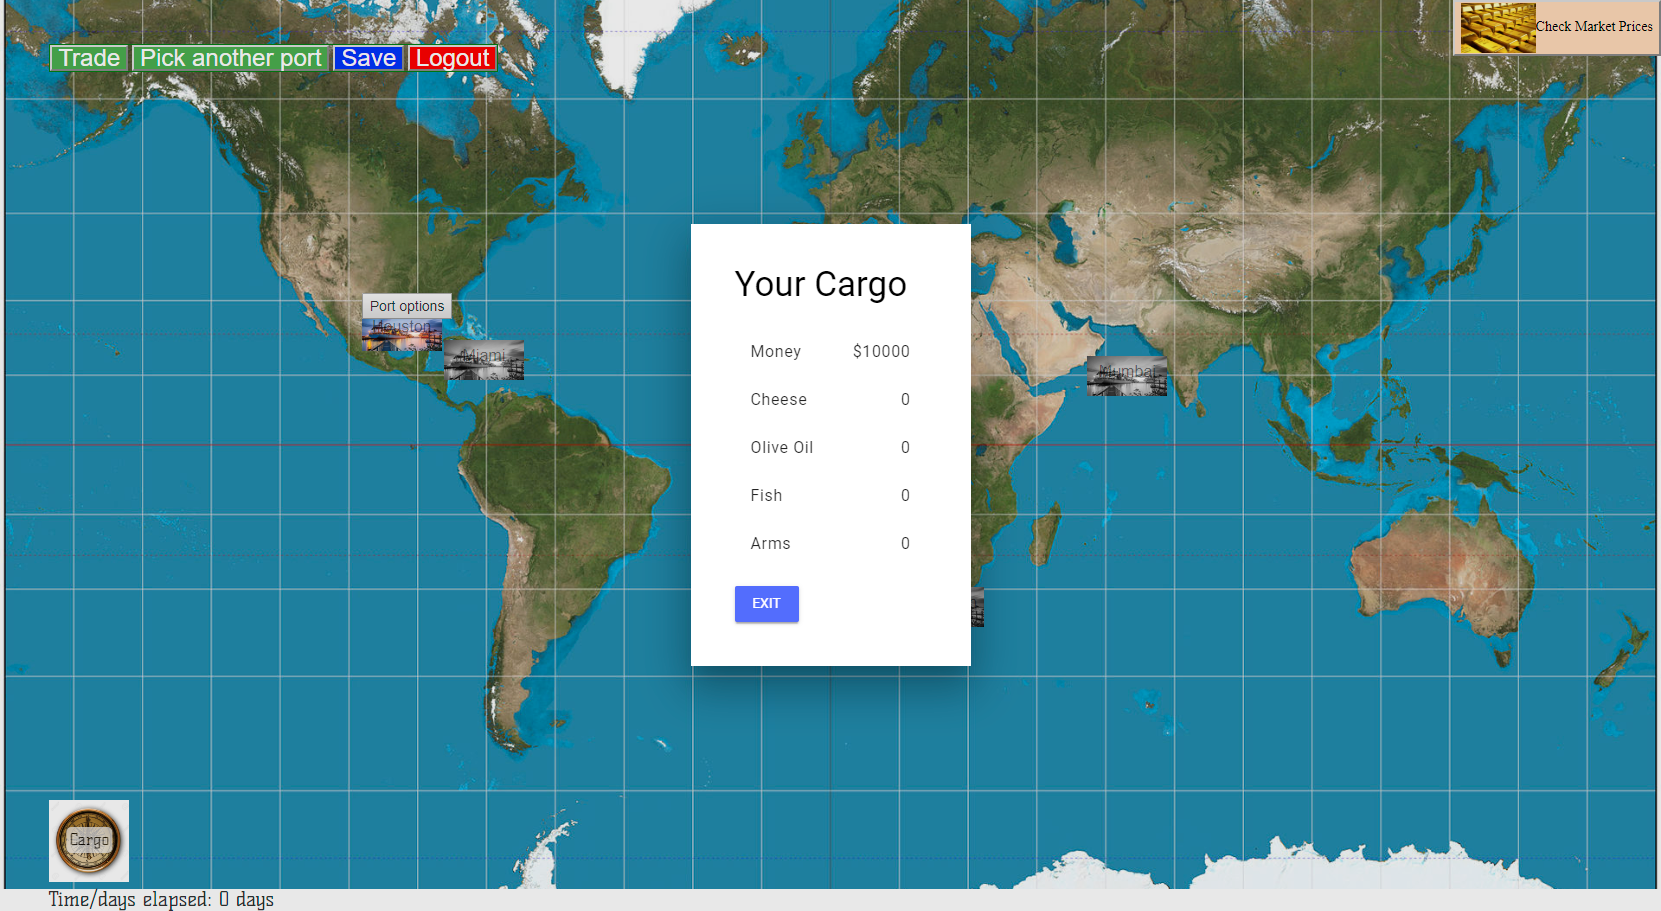 Check Market Prices
Trade Pick another port Save Logout
Your Cargo
Port options
Houston
Miami
Mumbai
Money $10000
Cheese 0
Olive Oil 0
Fish 0
Arms 0
EXIT
Cargo
Time/days elapsed: 0 days